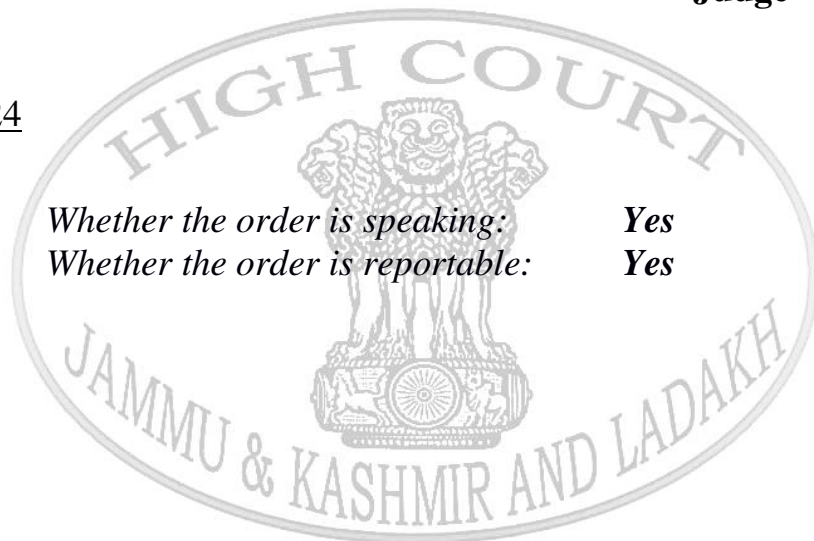 Judge
24
HIGH COURT
Whether the order is speaking: Yes
Whether the order is reportable: Yes
JAMMU & KASHMIR AND LADAKH